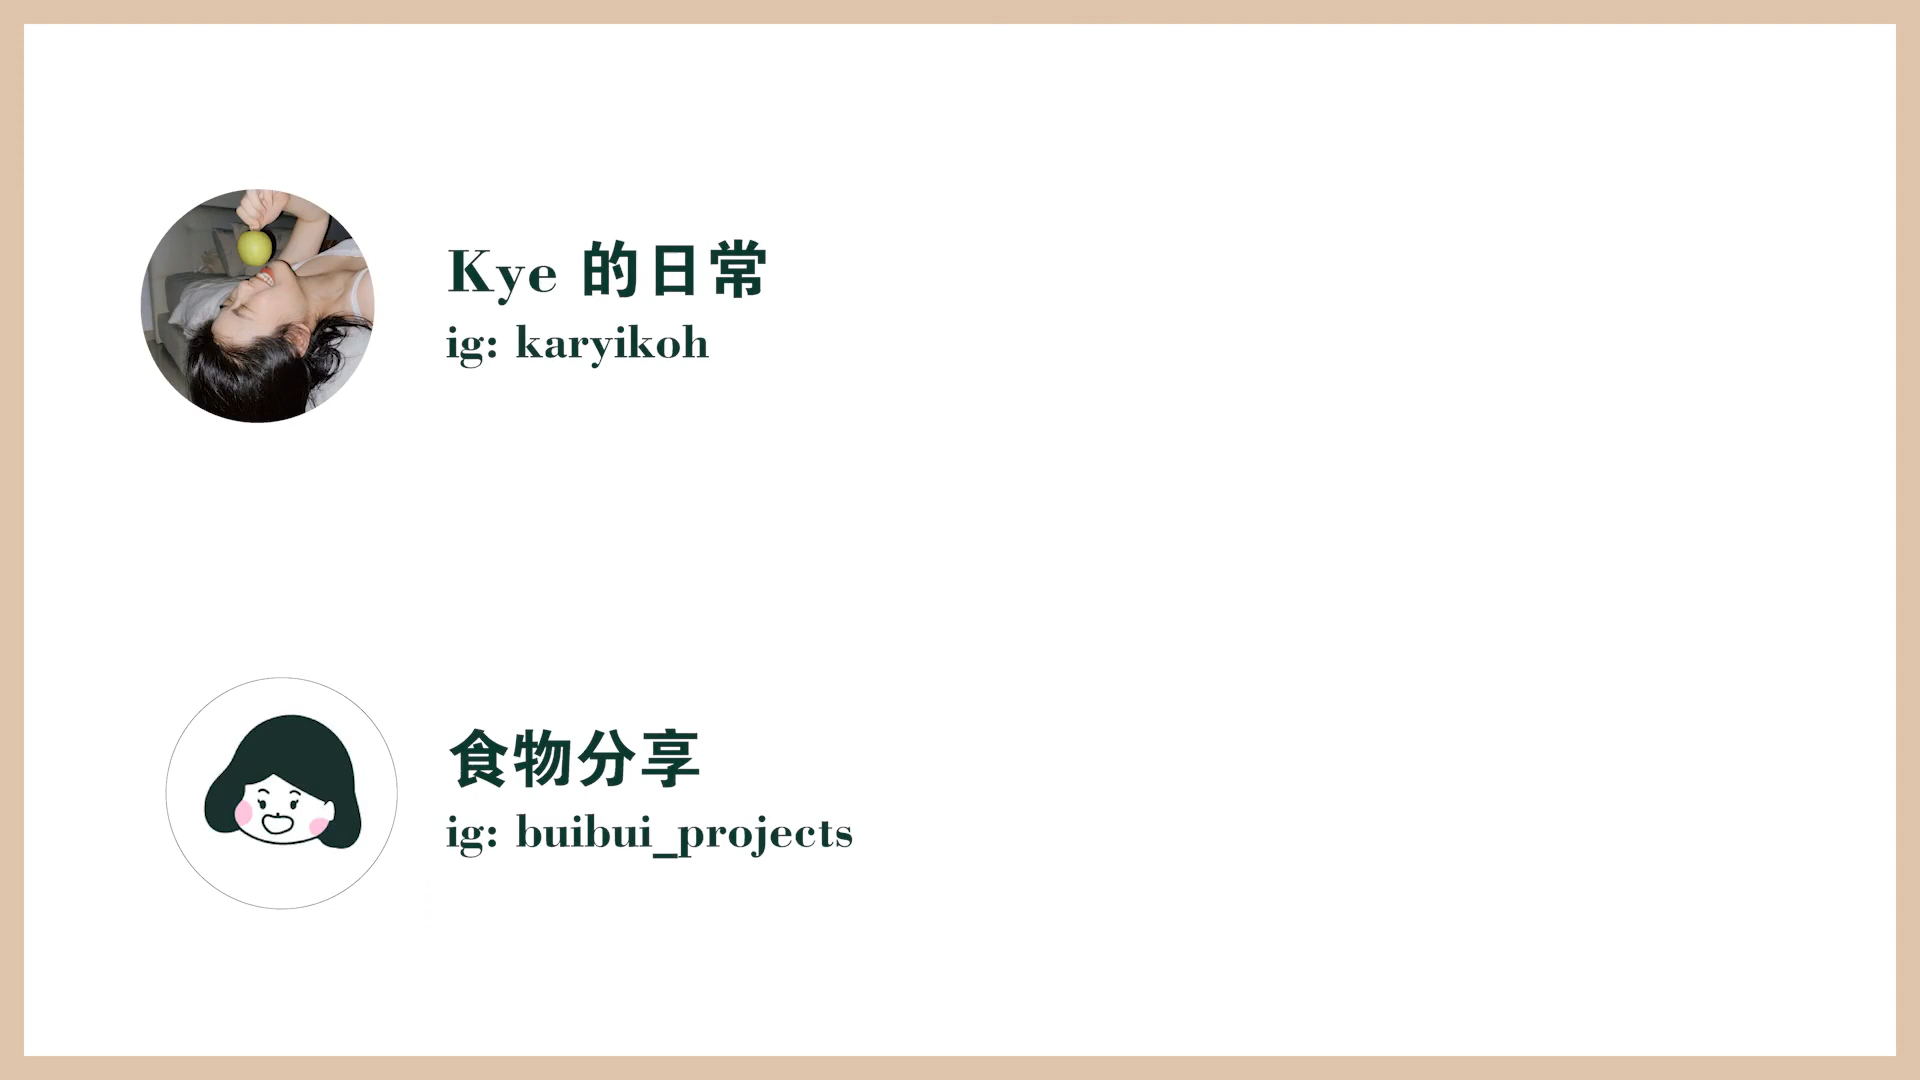 Kye 的日常
ig: karyikoh
食物分享
ig: buibui_projects